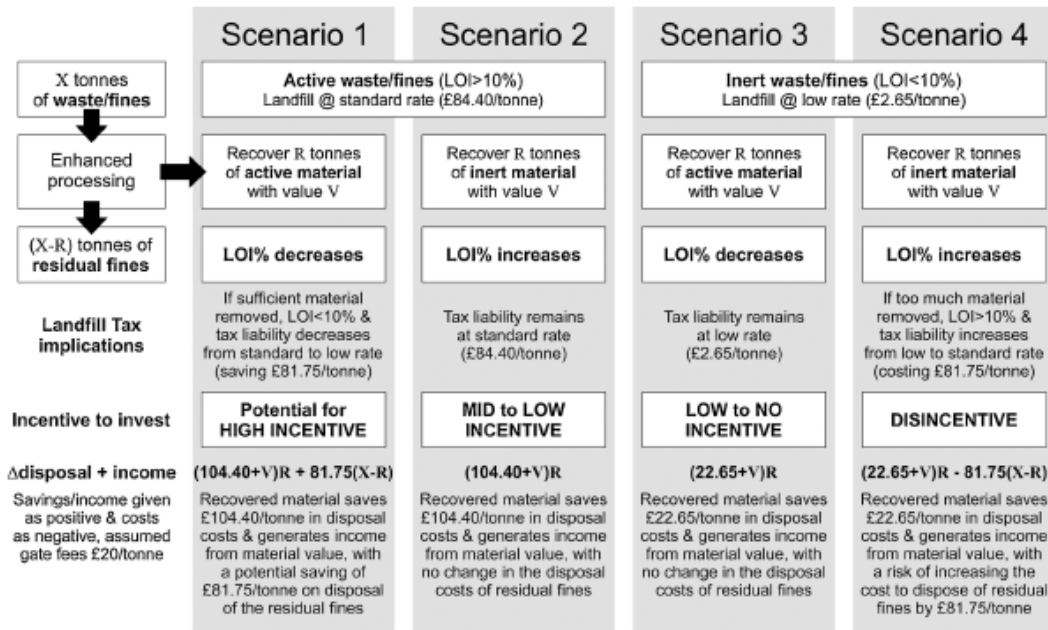 Scenario 1
Scenario 2
Scenario 3
Scenario 4
X tonnes
of waste/fines
Active waste/fines (LOI>10%)
Landfill @ standard rate (£84.40/tonne)
Inert waste/fines (LOI<10%)
Landfill @ low rate (£2.65/tonne)
Enhanced
processing
Recover R tonnes
of active material
with value V
Recover R tonnes
of inert material
with value V
Recover R tonnes
of active material
with value V
Recover R tonnes
of inert material
with value V
(X-R) tonnes of
residual fines
LOI% decreases
LOI% increases
LOI% decreases
LOI% increases
Landfill Tax
implications
If sufficient material
removed, LOI<10% &
tax liability decreases
from standard to low rate
(saving £81.75/tonne)
Tax liability remains
at standard rate
(£84.40/tonne)
Tax liability remains
at low rate
(£2.65/tonne)
If too much material
removed, LOI>10% &
tax liability increases
from low to standard rate
(costing £81.75/tonne)
Incentive to invest
Potential for
HIGH INCENTIVE
MID to LOW
INCENTIVE
LOW to NO
INCENTIVE
DISINCENTIVE
∆disposal + income
(104.40+V)R + 81.75(X-R)
(104.40+V)R
(22.65+V)R
(22.65+V)R - 81.75(X-R)
Savings/income given
as positive & costs
as negative, assumed
gate fees £20/tonne
Recovered material saves
£104.40/tonne in disposal
costs & generates income
from material value, with
a potential saving of
£81.75/tonne on disposal
of the residual fines
Recovered material saves
£104.40/tonne in disposal
costs & generates income
from material value, with
no change in the disposal
costs of residual fines
Recovered material saves
£22.65/tonne in disposal
costs & generates income
from material value, with
no change in the disposal
costs of residual fines
Recovered material saves
£22.65/tonne in disposal
costs & generates income
from material value, with
a risk of increasing the
cost to dispose of residual
fines by £81.75/tonne